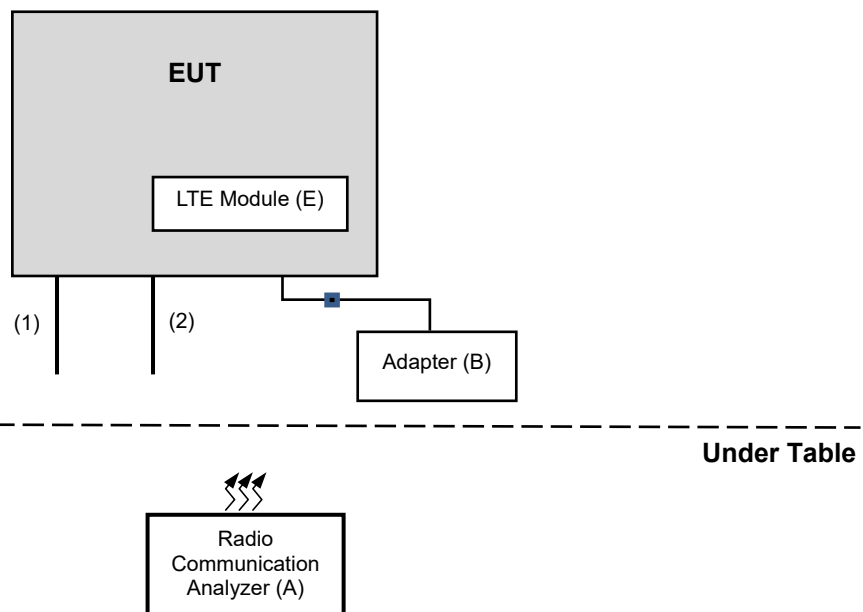 EUT
LTE Module (E)
(1)
(2)
Adapter (B)
Under Table
Radio
Communication
Analyzer (A)